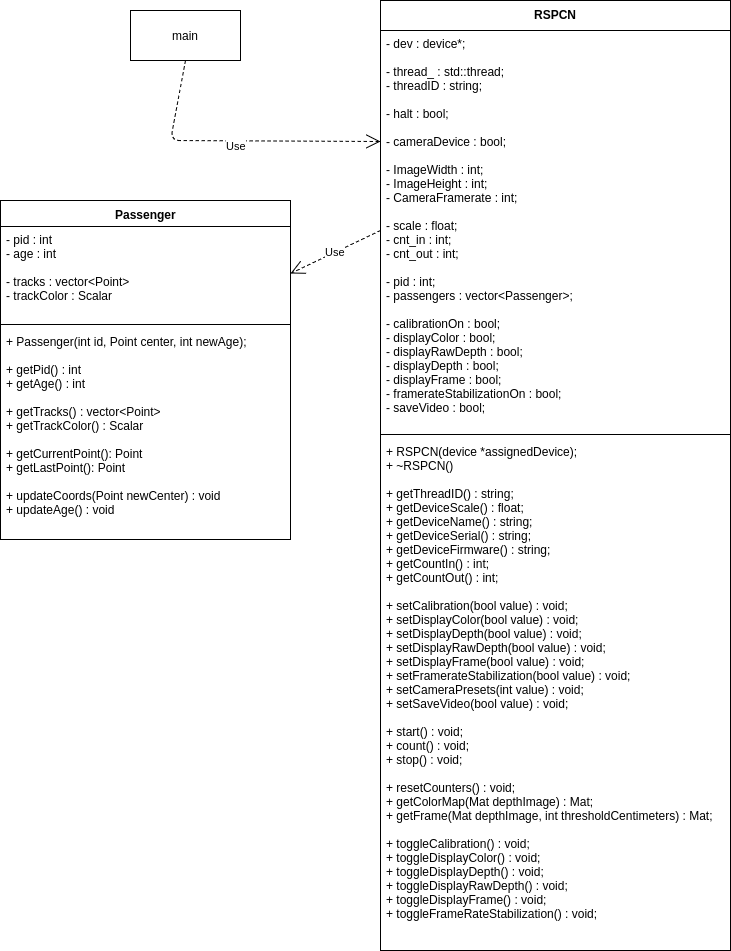 main
Use
Passenger
- pid : int
- age : int
- tracks : vector<Point>
- trackColor : Scalar
+ Passenger(int id, Point center, int newAge);
+ getPid() : int
+ getAge() : int
+ getTracks() : vector<Point>
+ getTrackColor() : Scalar
+ getCurrentPoint(): Point
+ getLastPoint(): Point
+ updateCoords(Point newCenter) : void
+ updateAge() : void
Use
RSPCN
- dev : device*;
- thread_ : std::thread;
- threadID : string;
- halt : bool;
- cameraDevice : bool;
- ImageWidth : int;
- ImageHeight : int;
- CameraFramerate : int;
- scale : float;
- cnt_in : int;
- cnt_out : int;
- pid : int;
- passengers : vector<Passenger>;
- calibrationOn : bool;
- displayColor : bool;
- displayRawDepth : bool;
- displayDepth : bool;
- displayFrame : bool;
- framerateStabilizationOn : bool;
- saveVideo : bool;
+ RSPCN(device *assignedDevice);
+ ~RSPCN()
+ getThreadID() : string;
+ getDeviceScale() : float;
+ getDeviceName() : string;
+ getDeviceSerial() : string;
+ getDeviceFirmware() : string;
+ getCountIn() : int;
+ getCountOut() : int;
+ setCalibration(bool value) : void;
+ setDisplayColor(bool value) : void;
+ setDisplayDepth(bool value) : void;
+ setDisplayRawDepth(bool value) : void;
+ setDisplayFrame(bool value) : void;
+ setFramerateStabilization(bool value) : void;
+ setCameraPresets(int value) : void;
+ setSaveVideo(bool value) : void;
+ start() : void;
+ count() : void;
+ stop() : void;
+ resetCounters() : void;
+ getColorMap(Mat depthImage) : Mat;
+ getFrame(Mat depthImage, int thresholdCentimeters) : Mat;
+ toggleCalibration() : void;
+ toggleDisplayColor() : void;
+ toggleDisplayDepth() : void;
+ toggleDisplayRawDepth() : void;
+ toggleDisplayFrame() : void;
+ toggleFrameRateStabilization() : void;